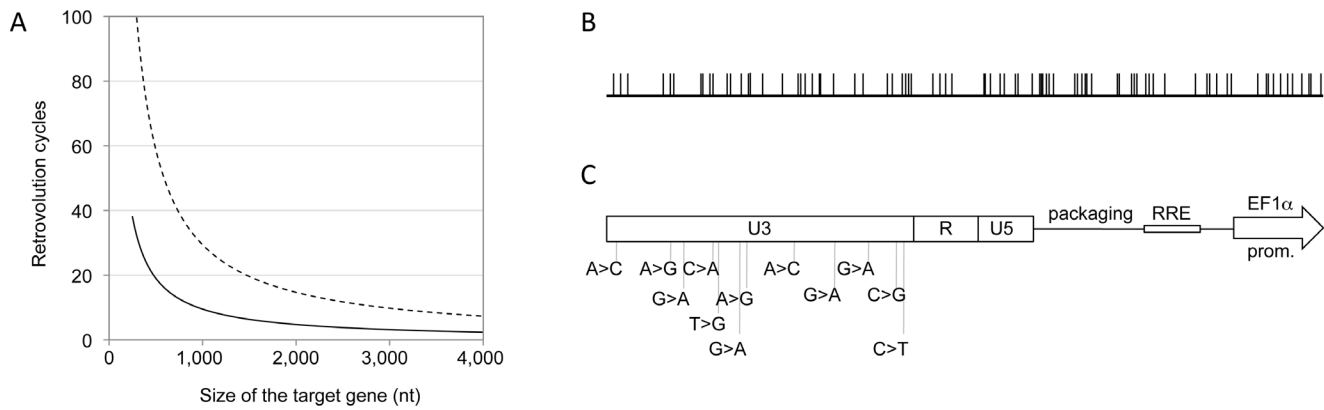 A
100
80
60
40
20
0
Retrovolution cycles
0 1,000 2,000 3,000 4,000
Size of the target gene (nt)
B
C
U3 R U5 packaging RRE EF1α
prom.
A>C A>G C>A A>C G>A
G>A A>G G>A C>G
T>G
G>A C>T